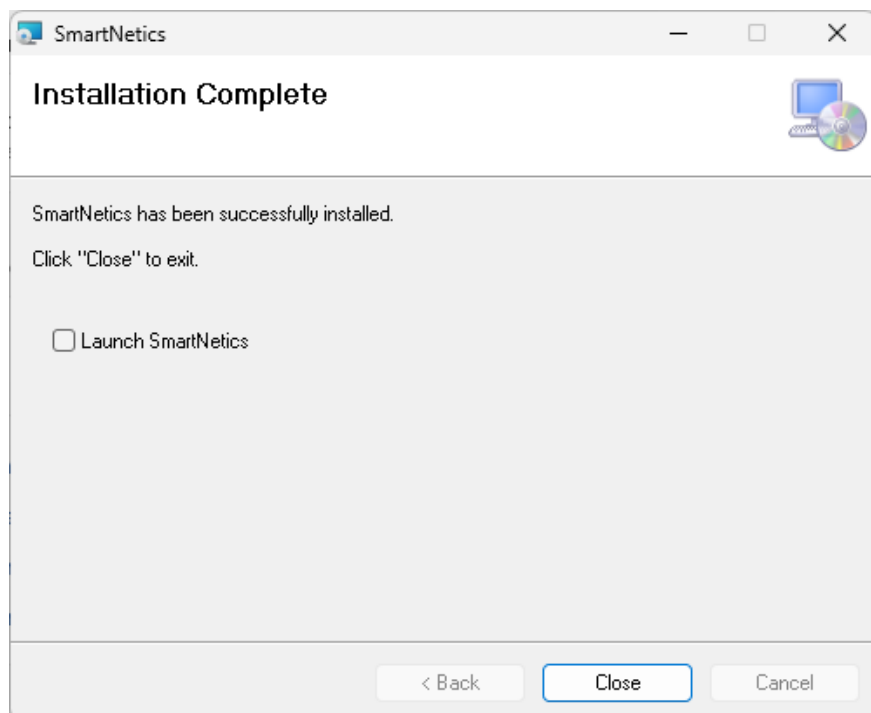 SmartNetics
Installation Complete
SmartNetics has been successfully installed.
Click "Close" to exit.
Launch SmartNetics
< Back
Close
Cancel